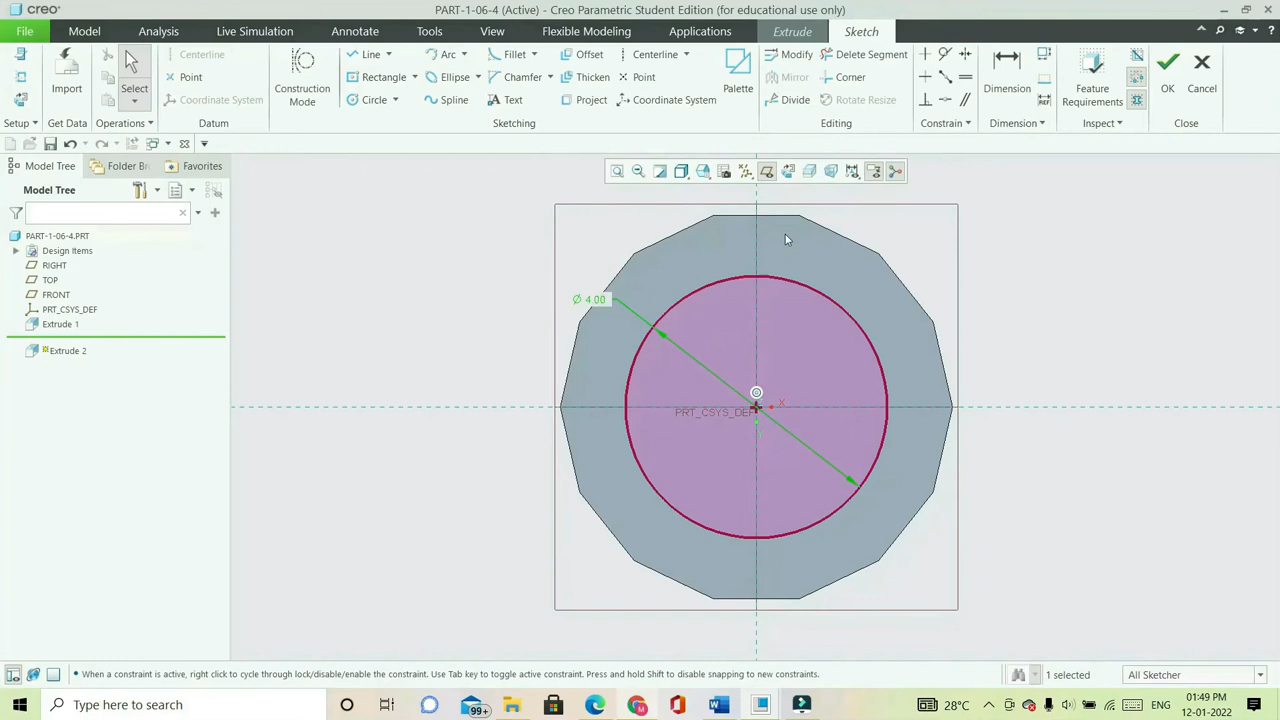 creo
PART-1-06-4 (Active) - Creo Parametric Student Edition (for educational use only)
File
Model
Analysis
Live Simulation
Annotate
Tools
View
Flexible Modeling
Applications
Extrude
Sketch
Import
Select
Centerline
Point
Coordinate System
Construction
Mode
Line
Rectangle
Circle
Arc
Ellipse
Spline
Fillet
Chamfer
Text
Offset
Thicken
Project
Centerline
Point
Coordinate System
Palette
Modify
Mirror
Divide
Delete Segment
Corner
Rotate Resize
Dimension
Feature
Requirements
OK
Cancel
Setup
Get Data
Operations
Datum
Sketching
Editing
Constrain
Dimension
Inspect
Close
Model Tree
Folder Br
Favorites
Model Tree
PART-1-06-4.PRT
Design Items
RIGHT
TOP
FRONT
PRT_CSYS_DEF
Extrude 1
Extrude 2
Ø 4.00
X
PRT_CSYS_DEF
• When a constraint is active, right click to cycle through lock/disable/enable the constraint. Use Tab key to toggle active constraint. Press and hold Shift to disable snapping to new constraints.
1 selected
All Sketcher
Type here to search
99+
28°C
ENG
01:49 PM
12-01-2022